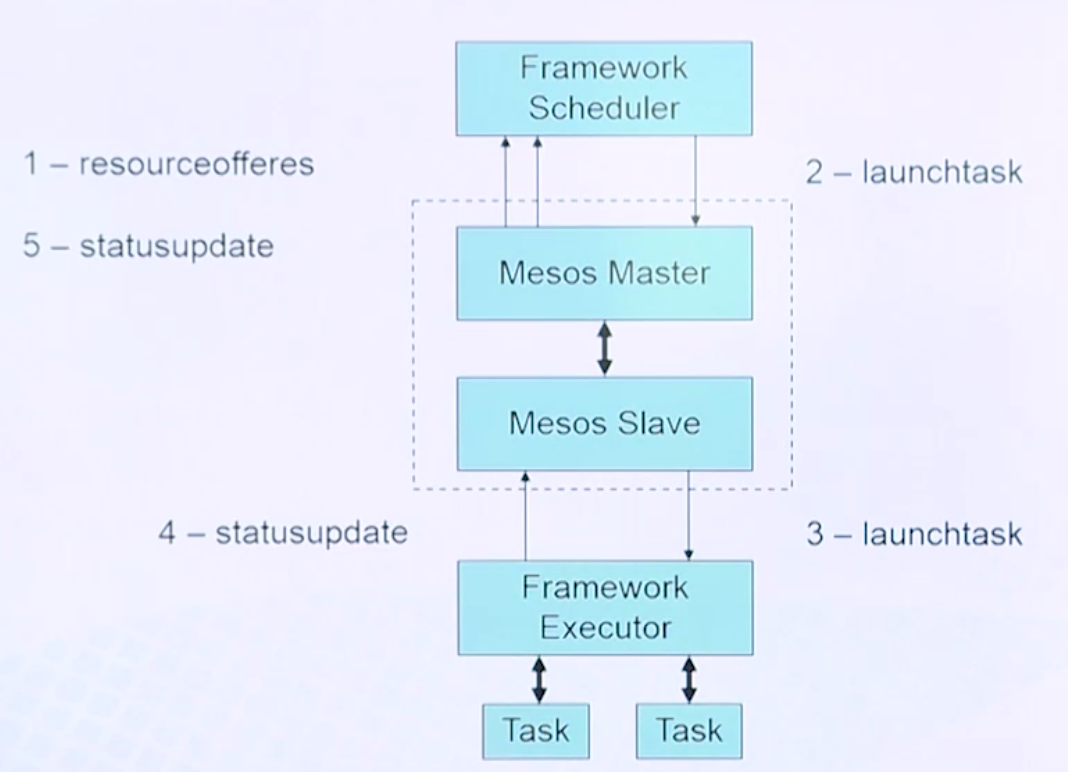 Framework
Scheduler
1 – resourceofferes
2 – launchtask
5 – statusupdate
Mesos Master
Mesos Slave
4 – statusupdate
3 – launchtask
Framework
Executor
Task
Task